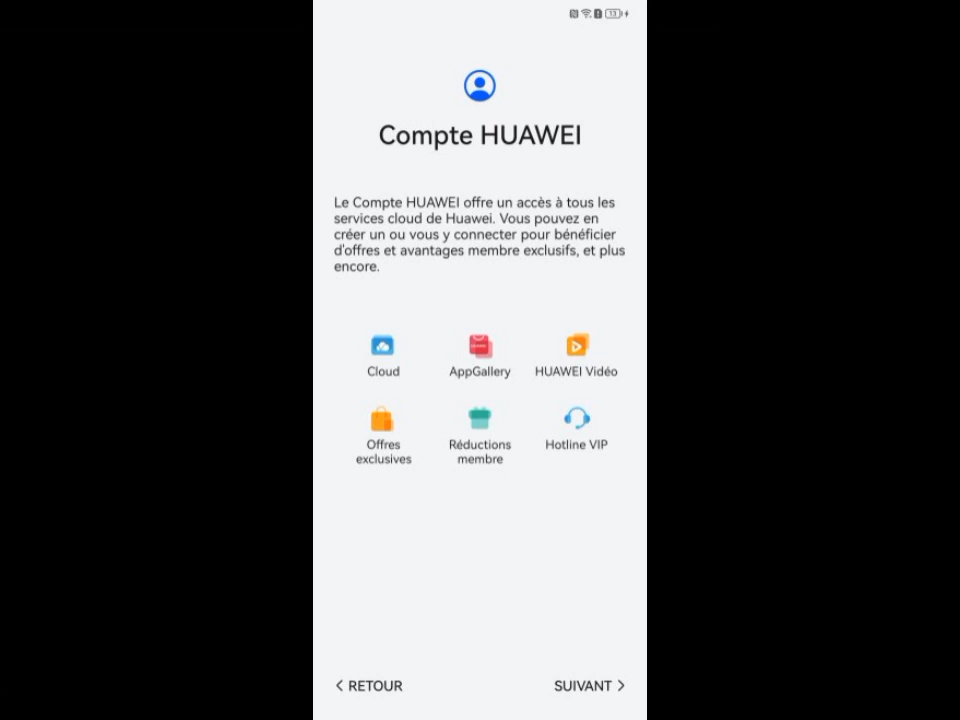 13
Compte HUAWEI
Le Compte HUAWEI offre un accès à tous les
services cloud de Huawei. Vous pouvez en
créer un ou vous y connecter pour bénéficier
d'offres et avantages membre exclusifs, et plus
encore.
Cloud
AppGallery
HUAWEI Vidéo
Offres
exclusives
Réductions
membre
Hotline VIP
RETOUR
SUIVANT